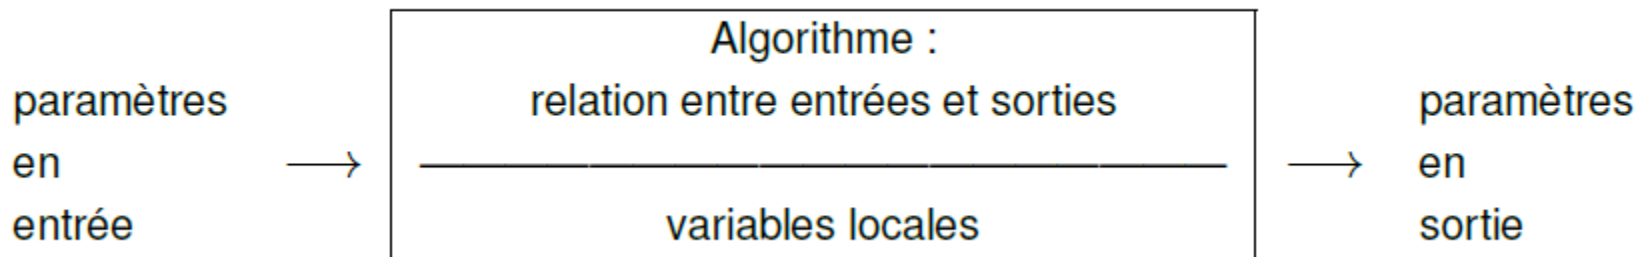 Algorithme :
paramètres relation entre entrées et sorties paramètres
en → → en
entrée variables locales sortie